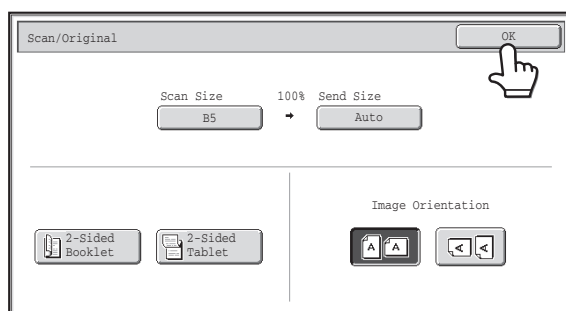 Scan/Original
OK
Scan Size 100% Send Size
B5 → Auto
Image Orientation
2-Sided
Booklet
2-Sided
Tablet
A A A A